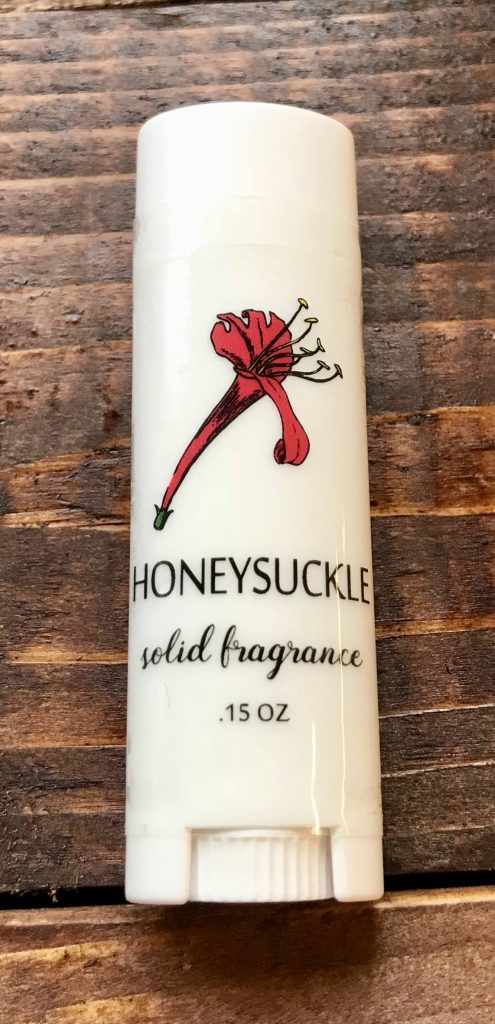 HONEYSUCKLE
solid fragrance
.15 OZ